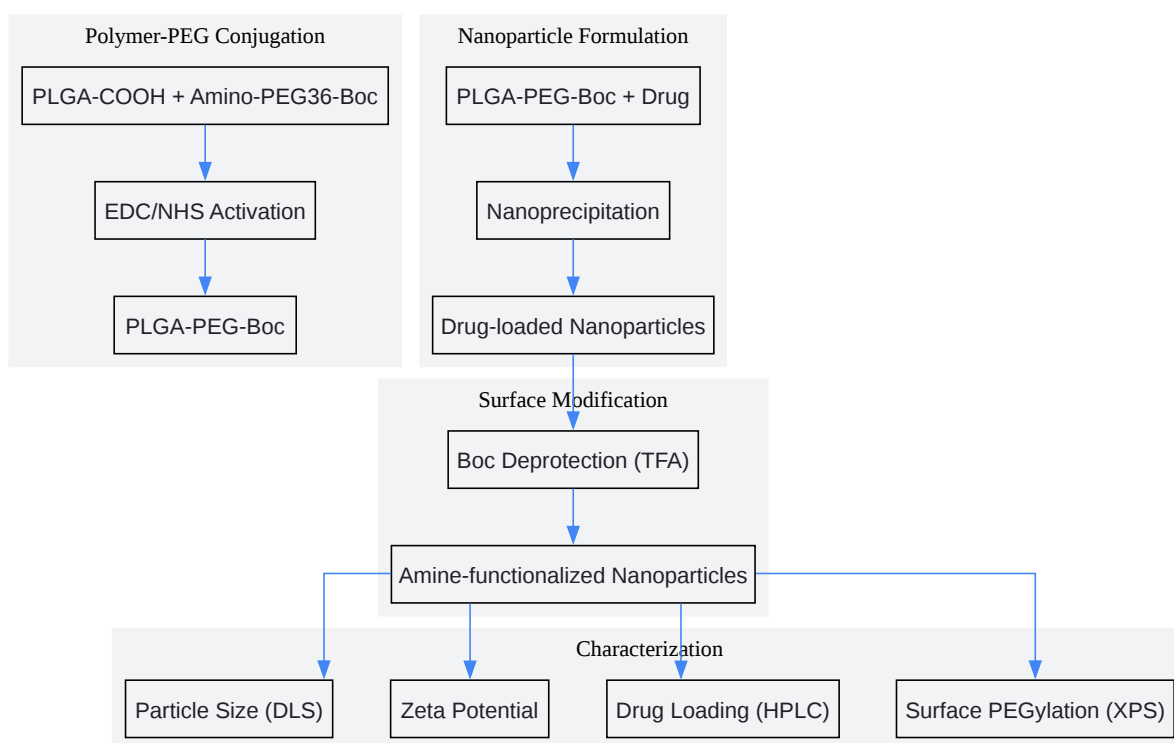 Polymer-PEG Conjugation
PLGA-COOH + Amino-PEG36-Boc
EDC/NHS Activation
PLGA-PEG-Boc
Nanoparticle Formulation
PLGA-PEG-Boc + Drug
Nanoprecipitation
Drug-loaded Nanoparticles
Surface Modification
Boc Deprotection (TFA)
Amine-functionalized Nanoparticles
Characterization
Particle Size (DLS)
Zeta Potential
Drug Loading (HPLC)
Surface PEGylation (XPS)